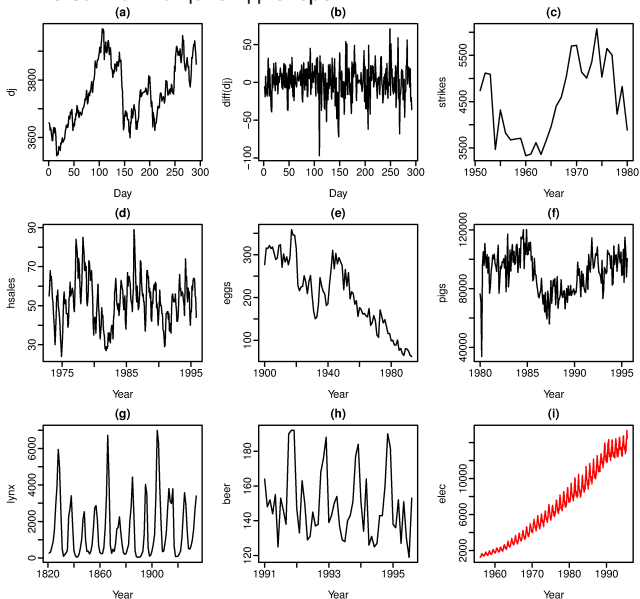 (a)
3800
3600
dj
0 50 100 150 200 250 300
Day
(b)
50
0
−50
−100
diff(dj)
0 50 100 150 200 250 300
Day
(c)
5500
4500
3500
strikes
1950 1960 1970 1980
Year
(d)
90
70
50
30
hsales
1975 1985 1995
Year
(e)
300
200
100
eggs
1900 1940 1980
Year
(f)
120000
80000
40000
pigs
1980 1985 1990 1995
Year
(g)
6000
4000
2000
0
lynx
1820 1860 1900
Year
(h)
180
160
140
120
beer
1991 1993 1995
Year
(i)
10000
6000
2000
elec
1960 1970 1980 1990
Year